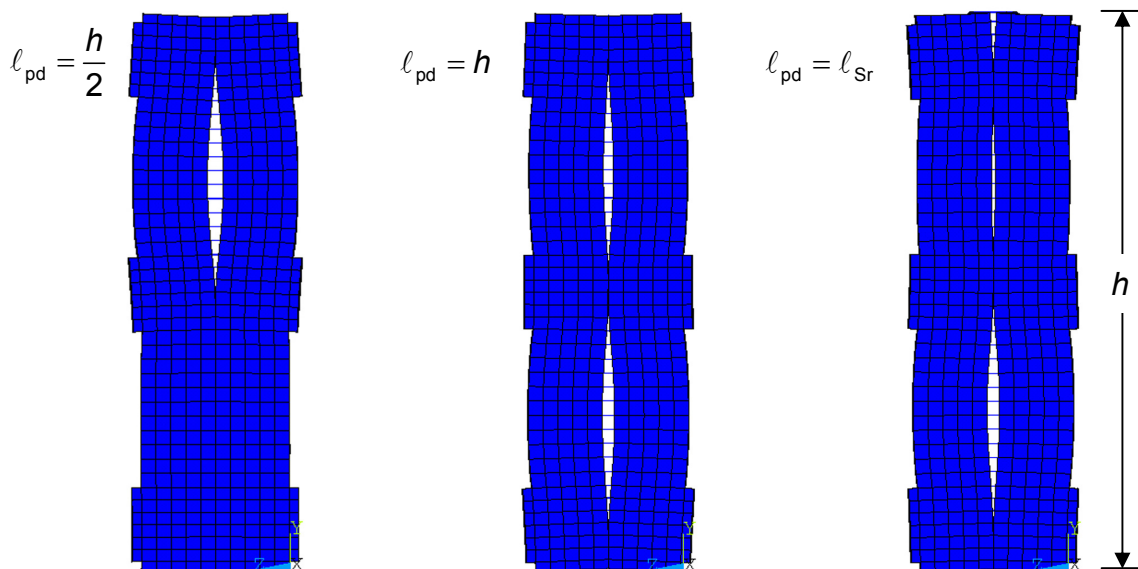 ℓpd = h/2
ℓpd = h
ℓpd = ℓSr
h
Y
Z
X
Y
Z
X
Y
Z
X